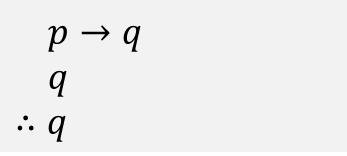 p → q
q
∴ q